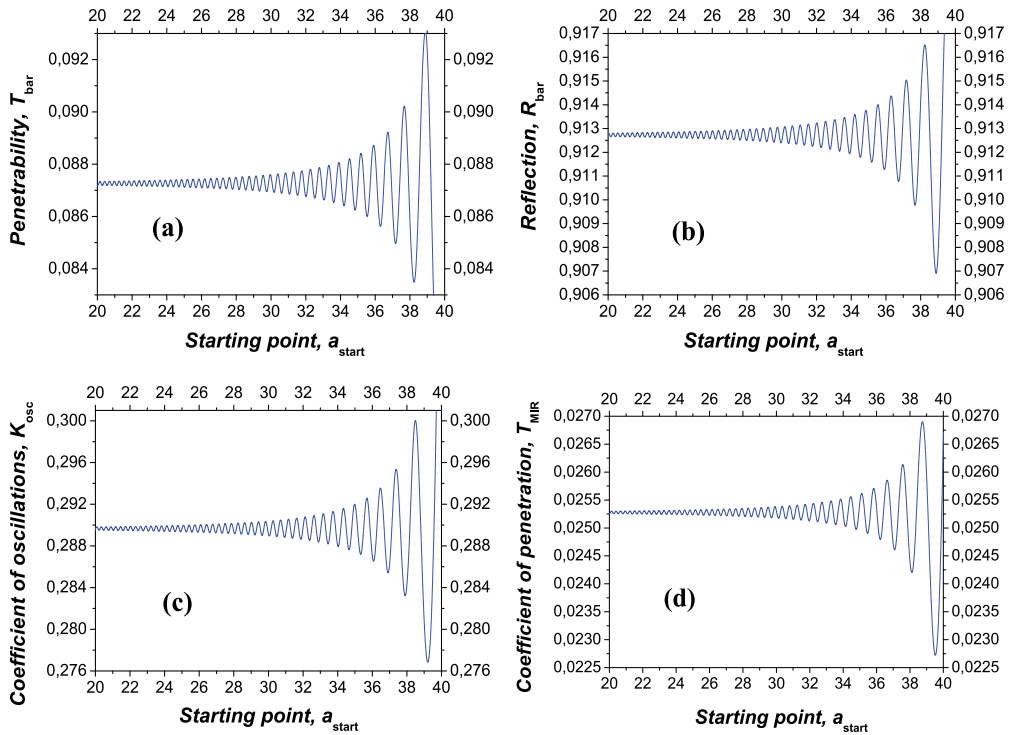 20 22 24 26 28 30 32 34 36 38 40
0,092 0,092
0,090 0,090
0,088 0,088
0,086 0,086
0,084 0,084
20 22 24 26 28 30 32 34 36 38 40
Penetrability, T_bar
(a)
Starting point, a_start
20 22 24 26 28 30 32 34 36 38 40
0,917 0,917
0,916 0,916
0,915 0,915
0,914 0,914
0,913 0,913
0,912 0,912
0,911 0,911
0,910 0,910
0,909 0,909
0,908 0,908
0,907 0,907
0,906 0,906
20 22 24 26 28 30 32 34 36 38 40
Reflection, R_bar
(b)
Starting point, a_start
20 22 24 26 28 30 32 34 36 38 40
0,300 0,300
0,296 0,296
0,292 0,292
0,288 0,288
0,284 0,284
0,280 0,280
0,276 0,276
20 22 24 26 28 30 32 34 36 38 40
Coefficient of oscillations, K_osc
(c)
Starting point, a_start
20 22 24 26 28 30 32 34 36 38 40
0,0270 0,0270
0,0265 0,0265
0,0260 0,0260
0,0255 0,0255
0,0250 0,0250
0,0245 0,0245
0,0240 0,0240
0,0235 0,0235
0,0230 0,0230
0,0225 0,0225
20 22 24 26 28 30 32 34 36 38 40
Coefficient of penetration, T_MIR
(d)
Starting point, a_start